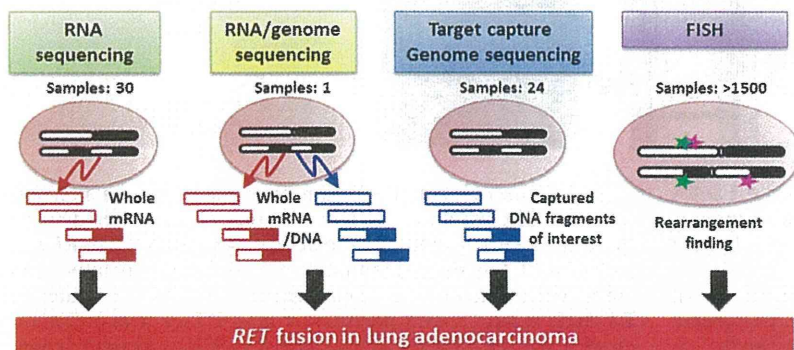 RNA
sequencing
Samples: 30
Whole
mRNA
RNA/genome
sequencing
Samples: 1
Whole
mRNA
/DNA
Target capture
Genome sequencing
Samples: 24
Captured
DNA fragments
of interest
FISH
Samples: >1500
Rearrangement
finding
RET fusion in lung adenocarcinoma